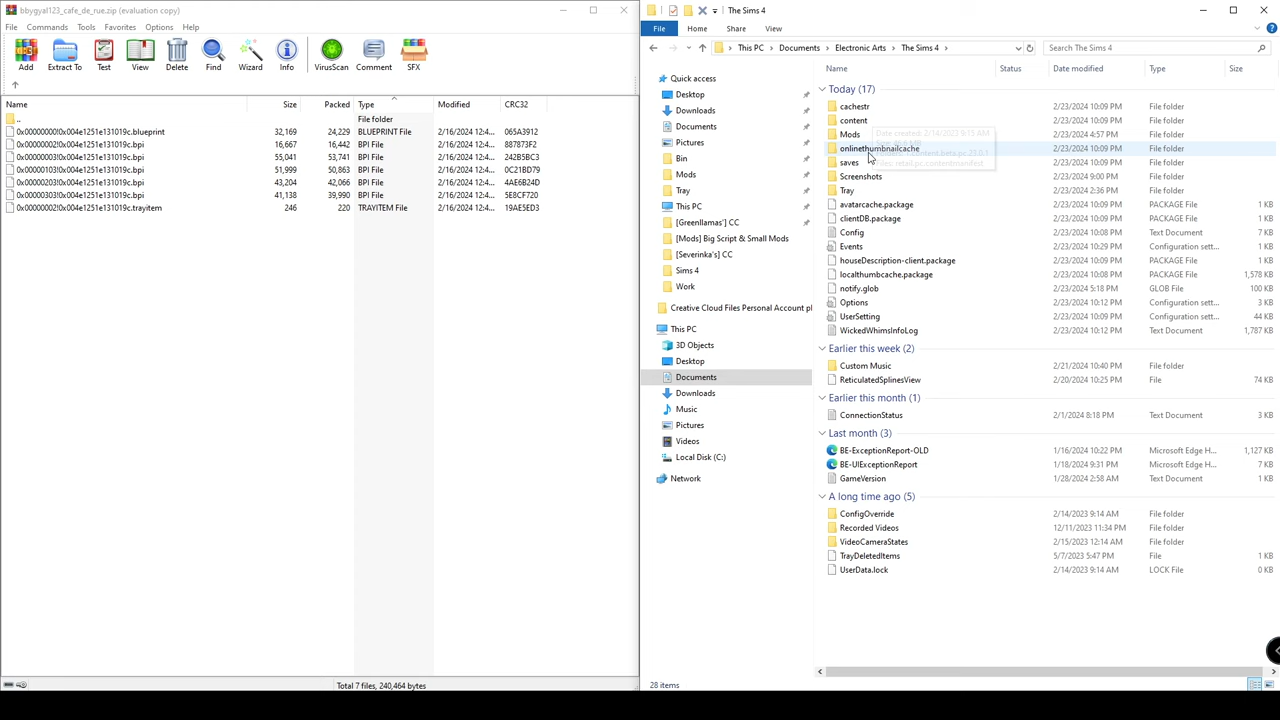 bbygyal123_cafe_de_rue.zip (evaluation copy)
File Commands Tools Favorites Options Help
Add Extract To Test View Delete Find Wizard Info VirusScan Comment SFX
Name Size Packed Type Modified CRC32
.. File folder
0x00000000!0x004e1251e131019c.blueprint 32,169 24,229 BLUEPRINT File 2/16/2024 12:4... 065A3912
0x00000002!0x004e1251e131019c.bpi 16,667 16,442 BPI File 2/16/2024 12:4... 887873F2
0x00000003!0x004e1251e131019c.bpi 55,041 53,741 BPI File 2/16/2024 12:4... 242B5BC3
0x00000103!0x004e1251e131019c.bpi 51,999 50,863 BPI File 2/16/2024 12:4... 0C21BD79
0x00000203!0x004e1251e131019c.bpi 43,204 42,066 BPI File 2/16/2024 12:4... 4AE6B24D
0x00000303!0x004e1251e131019c.bpi 41,138 39,990 BPI File 2/16/2024 12:4... 5E8CF720
0x00000002!0x004e1251e131019c.trayitem 246 220 TRAYITEM File 2/16/2024 12:4... 19AE5ED3
Total 7 files, 240,464 bytes
The Sims 4
File Home Share View
This PC > Documents > Electronic Arts > The Sims 4 >
Search The Sims 4
Quick access
Desktop
Downloads
Documents
Pictures
Bin
Mods
Tray
This PC
[Greenllamas'] CC
[Mods] Big Script & Small Mods
[Severinka's] CC
Sims 4
Work
Creative Cloud Files Personal Account pl
This PC
3D Objects
Desktop
Documents
Downloads
Music
Pictures
Videos
Local Disk (C:)
Network
Name Status Date modified Type Size
Today (17)
cachestr 2/23/2024 10:09 PM File folder
content 2/23/2024 10:09 PM File folder
Mods 2/23/2024 4:57 PM File folder
Date created: 2/14/2023 9:15 AM
onlinethumbnailcache 2/23/2024 10:09 PM File folder
saves 2/23/2024 10:09 PM File folder
Screenshots 2/23/2024 9:00 PM File folder
Tray 2/23/2024 2:36 PM File folder
avatarcache.package 2/23/2024 10:09 PM PACKAGE File 1 KB
clientDB.package 2/23/2024 10:09 PM PACKAGE File 1 KB
Config 2/23/2024 10:08 PM Text Document 1 KB
Events 2/23/2024 10:29 PM Configuration sett... 1 KB
houseDescription-client.package 2/23/2024 10:09 PM PACKAGE File 1 KB
localthumbcache.package 2/23/2024 10:08 PM PACKAGE File 1,578 KB
notify.glob 2/23/2024 5:18 PM GLOB File 100 KB
Options 2/23/2024 10:12 PM Configuration sett... 3 KB
UserSetting 2/23/2024 10:09 PM Configuration sett... 44 KB
WickedWhimsInfoLog 2/23/2024 10:12 PM Text Document 1,787 KB
Earlier this week (2)
Custom Music 2/21/2024 10:40 PM File folder
ReticulatedSplinesView 2/20/2024 10:25 PM File 74 KB
Earlier this month (1)
ConnectionStatus 2/1/2024 8:18 PM Text Document 3 KB
Last month (3)
BE-ExceptionReport-OLD 1/16/2024 10:22 PM Microsoft Edge H... 1,127 KB
BE-UIExceptionReport 1/18/2024 9:31 PM Microsoft Edge H... 7 KB
GameVersion 1/28/2024 2:58 AM Text Document 1 KB
A long time ago (5)
ConfigOverride 2/14/2023 9:14 AM File folder
Recorded Videos 12/11/2023 11:34 PM File folder
VideoCameraStates 2/15/2023 12:14 AM File folder
TrayDeletedItems 5/7/2023 5:47 PM File 1 KB
UserData.lock 2/14/2023 9:14 AM LOCK File 0 KB
28 items